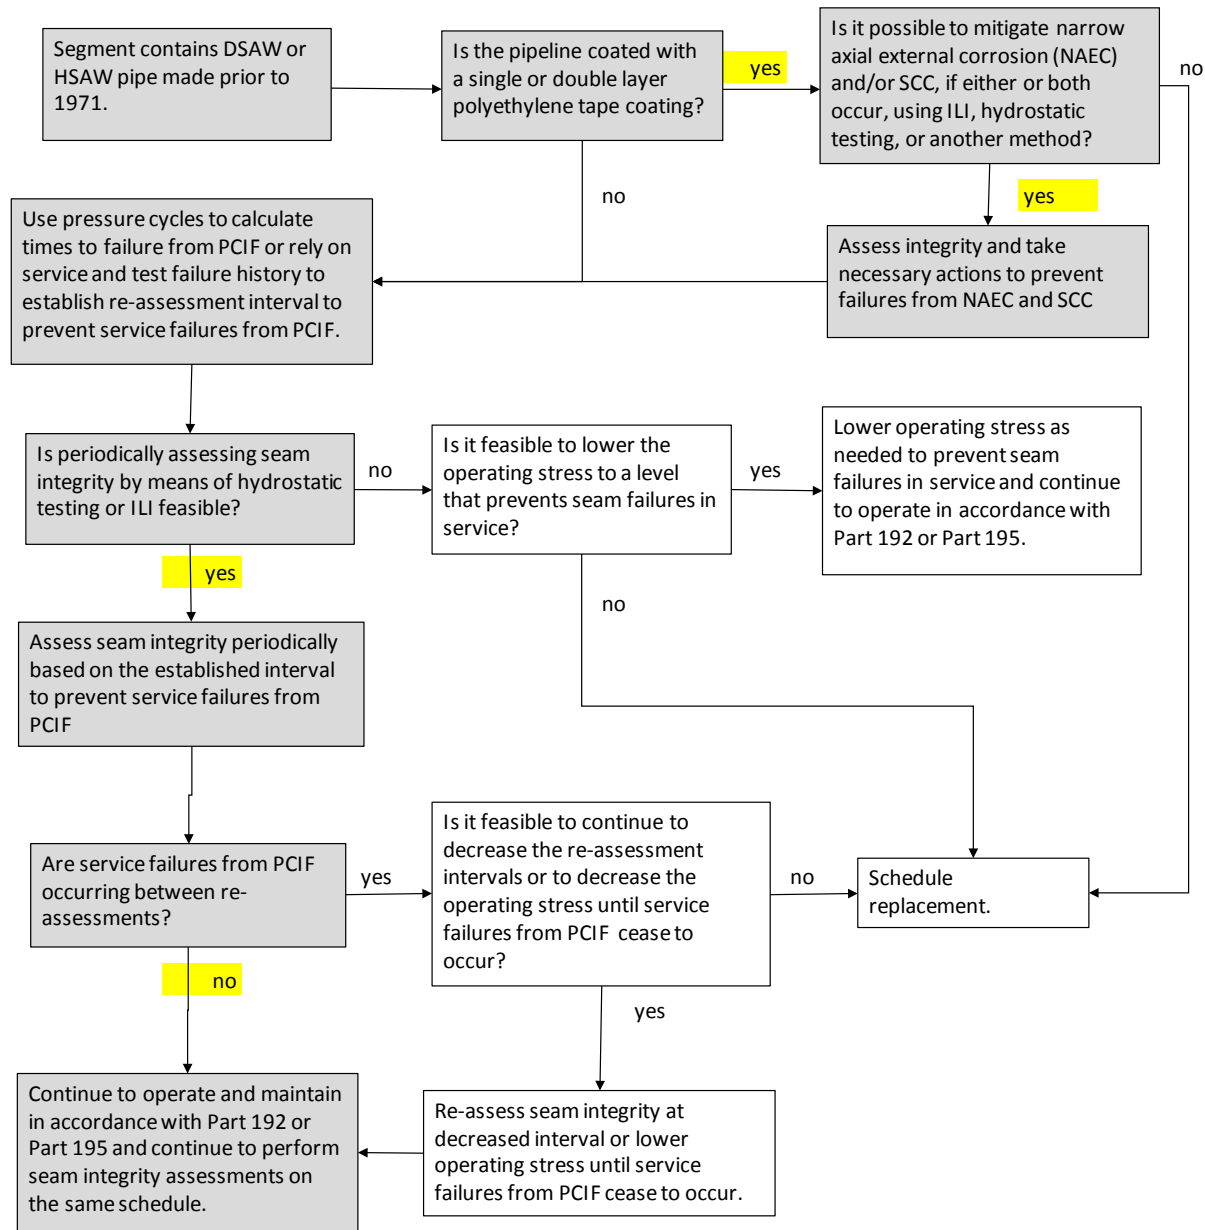 Segment contains DSAW or
HSAW pipe made prior to
1971.
Is the pipeline coated with
a single or double layer
polyethylene tape coating?
yes
Is it possible to mitigate narrow
axial external corrosion (NAEC)
and/or SCC, if either or both
occur, using ILI, hydrostatic
testing, or another method?
no
no
yes
Use pressure cycles to calculate
times to failure from PCIF or rely on
service and test failure history to
establish re-assessment interval to
prevent service failures from PCIF.
Assess integrity and take
necessary actions to prevent
failures from NAEC and SCC
Is periodically assessing seam
integrity by means of hydrostatic
testing or ILI feasible?
no
Is it feasible to lower the
operating stress to a level
that prevents seam failures in
service?
yes
Lower operating stress as
needed to prevent seam
failures in service and continue
to operate in accordance with
Part 192 or Part 195.
yes
no
Assess seam integrity periodically
based on the established interval
to prevent service failures from
PCIF
Are service failures from PCIF
occurring between re-
assessments?
yes
Is it feasible to continue to
decrease the re-assessment
intervals or to decrease the
operating stress until service
failures from PCIF cease to
occur?
no
Schedule
replacement.
no
yes
Continue to operate and maintain
in accordance with Part 192 or
Part 195 and continue to perform
seam integrity assessments on
the same schedule.
Re-assess seam integrity at
decreased interval or lower
operating stress until service
failures from PCIF cease to occur.